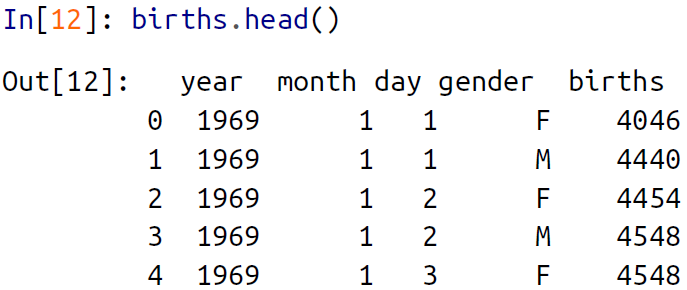 In[12]: births.head()
Out[12]: year month day gender births
0 1969 1 1 F 4046
1 1969 1 1 M 4440
2 1969 1 2 F 4454
3 1969 1 2 M 4548
4 1969 1 3 F 4548